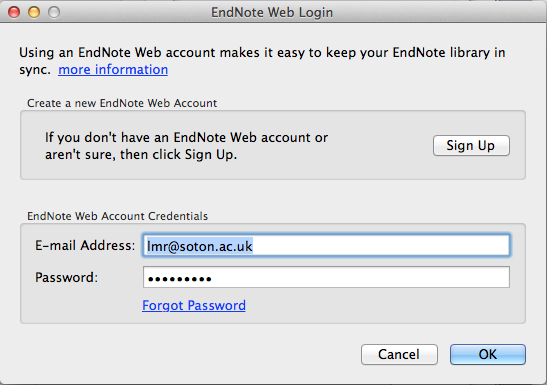 EndNote Web Login
Using an EndNote Web account makes it easy to keep your EndNote library in
sync. more information
Create a new EndNote Web Account
If you don't have an EndNote Web account or
aren't sure, then click Sign Up.
Sign Up
EndNote Web Account Credentials
E-mail Address: lmr@soton.ac.uk
Password: •••••••••
Forgot Password
Cancel OK